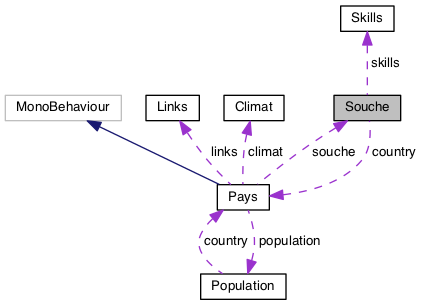 Skills
skills
MonoBehaviour
Links
Climat
Souche
links
climat
souche
country
Pays
country
population
Population